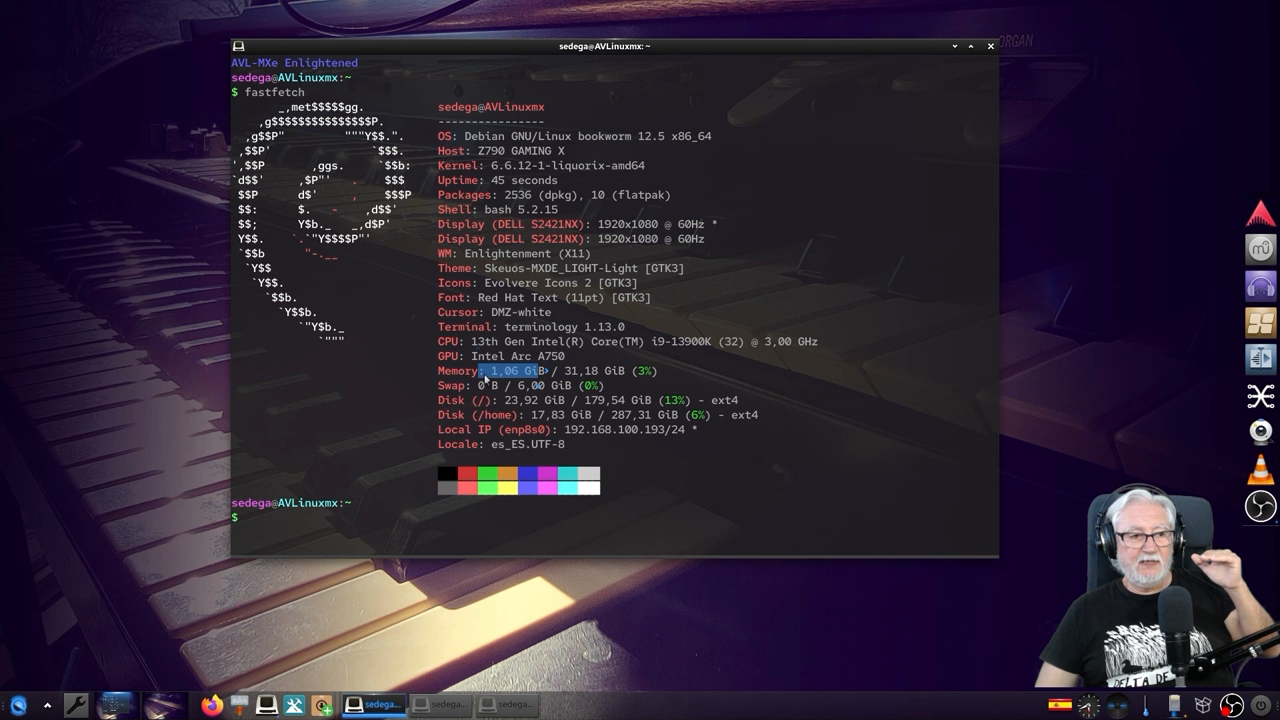 sedega@AVLinuxmx:~
ORGAN
AVL-MXe Enlightened
sedega@AVLinuxmx:~
$ fastfetch
sedega@AVLinuxmx
----------------
OS: Debian GNU/Linux bookworm 12.5 x86_64
Host: Z790 GAMING X
Kernel: 6.6.12-1-liquorix-amd64
Uptime: 45 seconds
Packages: 2536 (dpkg), 10 (flatpak)
Shell: bash 5.2.15
Display (DELL S2421NX): 1920x1080 @ 60Hz *
Display (DELL S2421NX): 1920x1080 @ 60Hz
WM: Enlightenment (X11)
Theme: Skeuos-MXDE_LIGHT-Light [GTK3]
Icons: Evolvere Icons 2 [GTK3]
Font: Red Hat Text (11pt) [GTK3]
Cursor: DMZ-white
Terminal: terminology 1.13.0
CPU: 13th Gen Intel(R) Core(TM) i9-13900K (32) @ 3,00 GHz
GPU: Intel Arc A750
Memory: 1,06 GiB / 31,18 GiB (3%)
Swap: 0 B / 6,00 GiB (0%)
Disk (/): 23,92 GiB / 179,54 GiB (13%) - ext4
Disk (/home): 17,83 GiB / 287,31 GiB (6%) - ext4
Local IP (enp8s0): 192.168.100.193/24 *
Locale: es_ES.UTF-8
sedega@AVLinuxmx:~
$
DELTA DE
sedega...
sedega...
sedega...